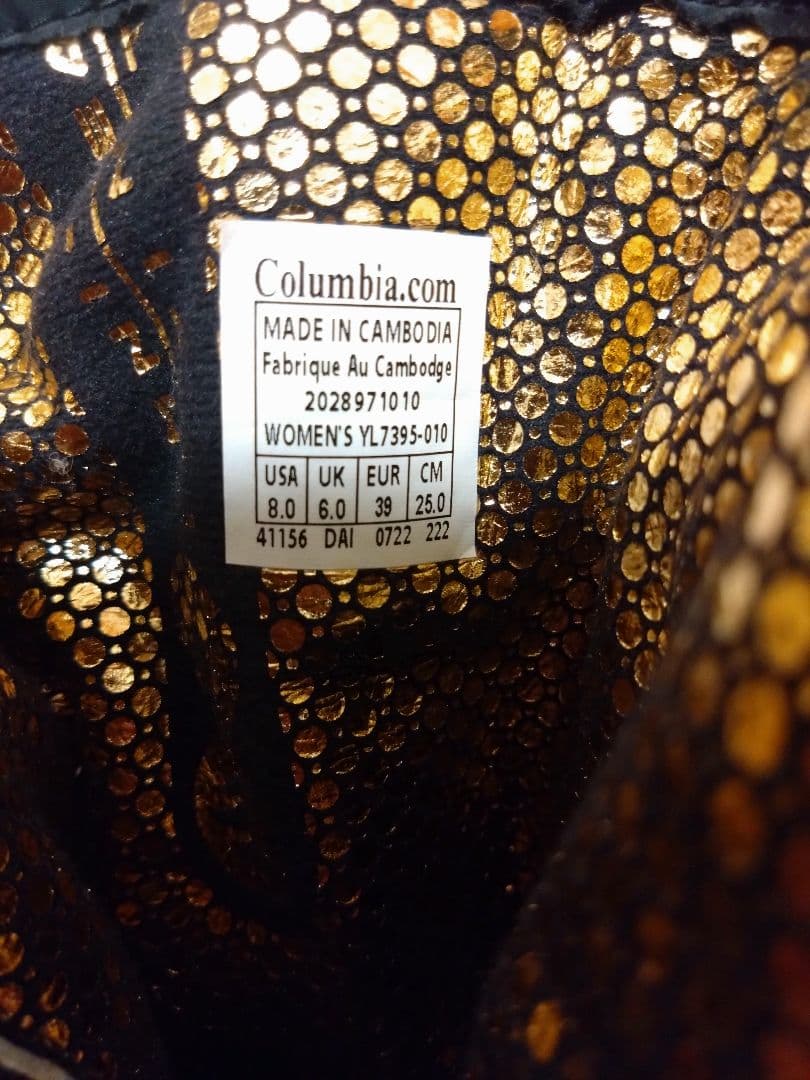 Columbia.com
MADE IN CAMBODIA
Fabrique Au Cambodge
2028971010
WOMEN'S YL7395-010
USA UK EUR CM
8.0 6.0 39 25.0
41156 DAI 0722 222